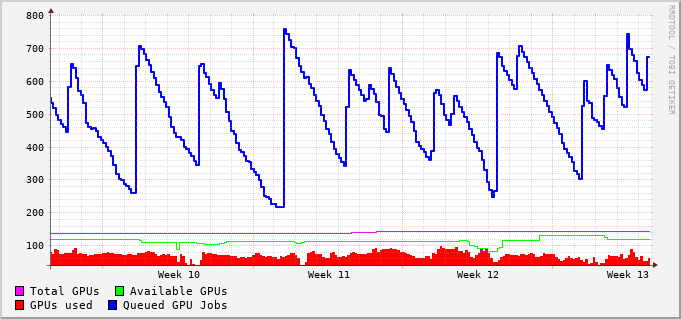 800
700
600
500
400
300
200
100
Week 10 Week 11 Week 12 Week 13
Total GPUs Available GPUs
GPUs used Queued GPU Jobs
RRDTOOL / TOBI OETIKER